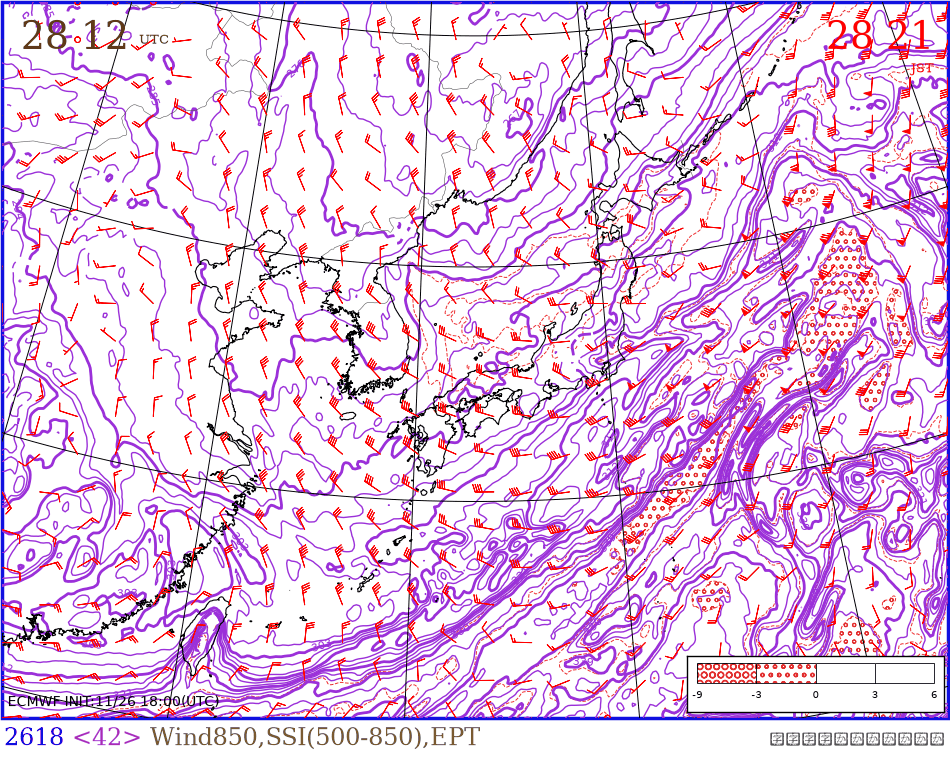 28 12 UTC
28 21
JST
ECMWF INIT:11/26 18:00(UTC)
-9 -3 0 3 6
2618 <42> Wind850,SSI(500-850),EPT